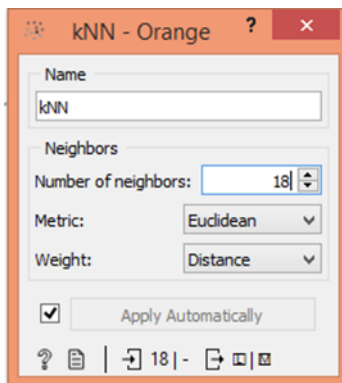 kNN - Orange ? ×
Name
kNN
Neighbors
Number of neighbors: 18
Metric: Euclidean
Weight: Distance
Apply Automatically
? 18 | - |